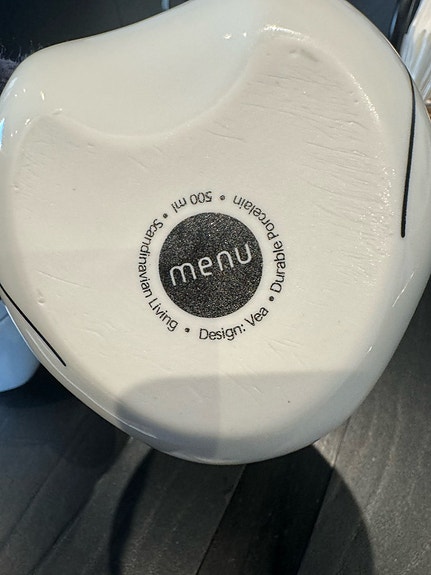 menu
• Scandinavian Living • Design: Vea • Durable Porcelain • 500 ml